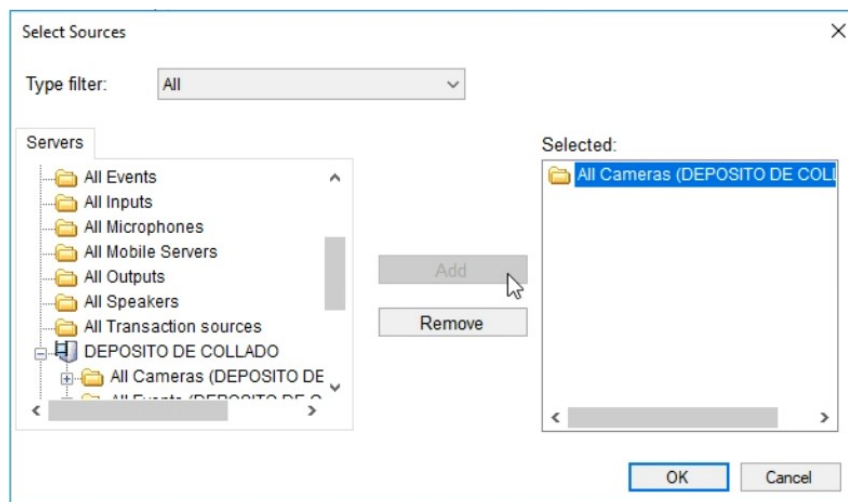 Select Sources
Type filter:
All
Servers
All Events
All Inputs
All Microphones
All Mobile Servers
All Outputs
All Speakers
All Transaction sources
DEPOSITO DE COLLADO
All Cameras (DEPOSITO DE
Add
Remove
Selected:
All Cameras (DEPOSITO DE COLL
OK
Cancel